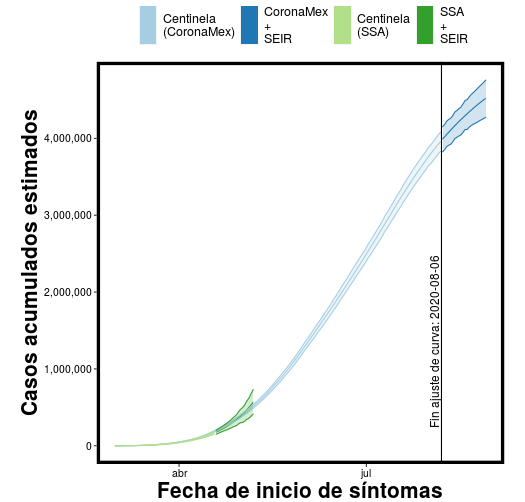 Centinela
(CoronaMex)
CoronaMex
+
SEIR
Centinela
(SSA)
SSA
+
SEIR
Casos acumulados estimados
4,000,000
3,000,000
2,000,000
1,000,000
0
Fin ajuste de curva: 2020-08-06
abr
jul
Fecha de inicio de síntomas